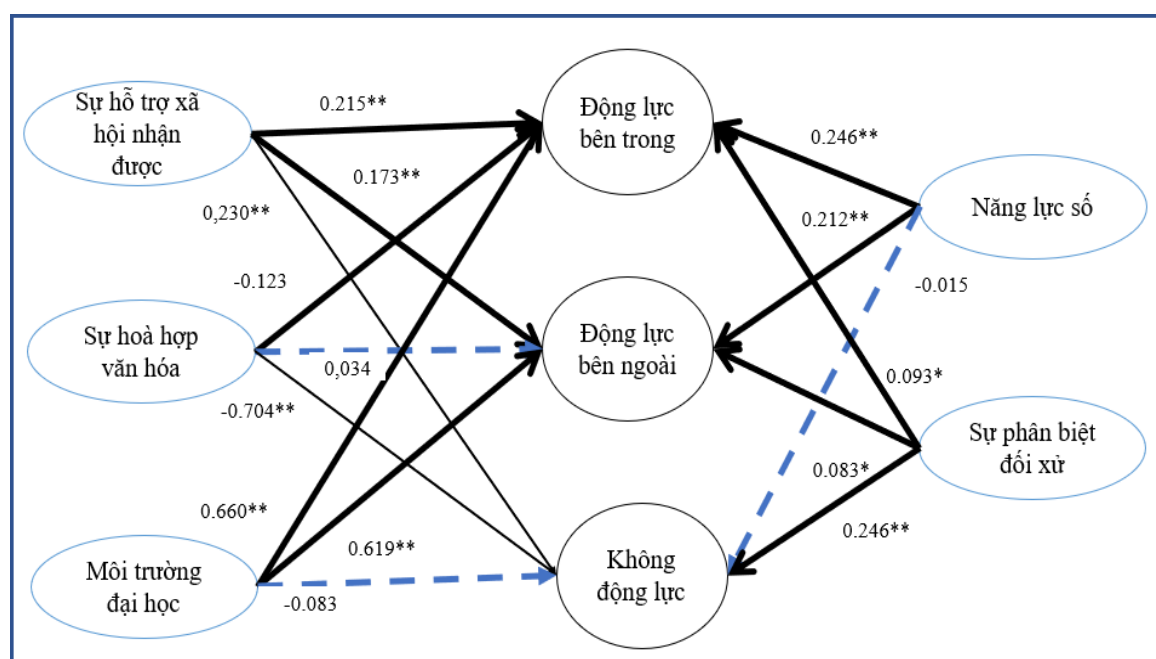 Sự hỗ trợ xã
hội nhận
được
0.215**
Động lực
bên trong
0.246**
Năng lực số
0.173**
0,230**
0.212**
-0.123
-0.015
Sự hoà hợp
văn hóa
0,034
Động lực
bên ngoài
0.093*
-0.704**
Sự phân biệt
đối xử
0.083*
0.660**
0.619**
0.246**
Môi trường
đại học
-0.083
Không
động lực